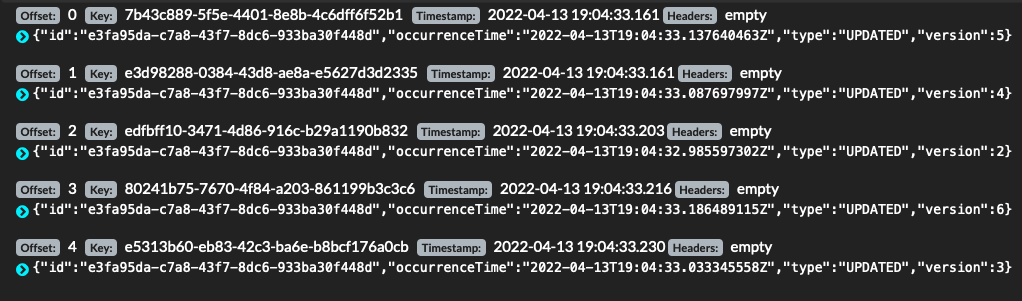 Offset: 0 Key: 7b43c889-5f5e-4401-8e8b-4c6dff6f52b1 Timestamp: 2022-04-13 19:04:33.161 Headers: empty
{"id":"e3fa95da-c7a8-43f7-8dc6-933ba30f448d","occurrenceTime":"2022-04-13T19:04:33.137640463Z","type":"UPDATED","version":5}
Offset: 1 Key: e3d98288-0384-43d8-ae8a-e5627d3d2335 Timestamp: 2022-04-13 19:04:33.161 Headers: empty
{"id":"e3fa95da-c7a8-43f7-8dc6-933ba30f448d","occurrenceTime":"2022-04-13T19:04:33.087697997Z","type":"UPDATED","version":4}
Offset: 2 Key: edfbff10-3471-4d86-916c-b29a1190b832 Timestamp: 2022-04-13 19:04:33.203 Headers: empty
{"id":"e3fa95da-c7a8-43f7-8dc6-933ba30f448d","occurrenceTime":"2022-04-13T19:04:32.985597302Z","type":"UPDATED","version":2}
Offset: 3 Key: 80241b75-7670-4f84-a203-861199b3c3c6 Timestamp: 2022-04-13 19:04:33.216 Headers: empty
{"id":"e3fa95da-c7a8-43f7-8dc6-933ba30f448d","occurrenceTime":"2022-04-13T19:04:33.186489115Z","type":"UPDATED","version":6}
Offset: 4 Key: e5313b60-eb83-42c3-ba6e-b8bcf176a0cb Timestamp: 2022-04-13 19:04:33.230 Headers: empty
{"id":"e3fa95da-c7a8-43f7-8dc6-933ba30f448d","occurrenceTime":"2022-04-13T19:04:33.033345558Z","type":"UPDATED","version":3}